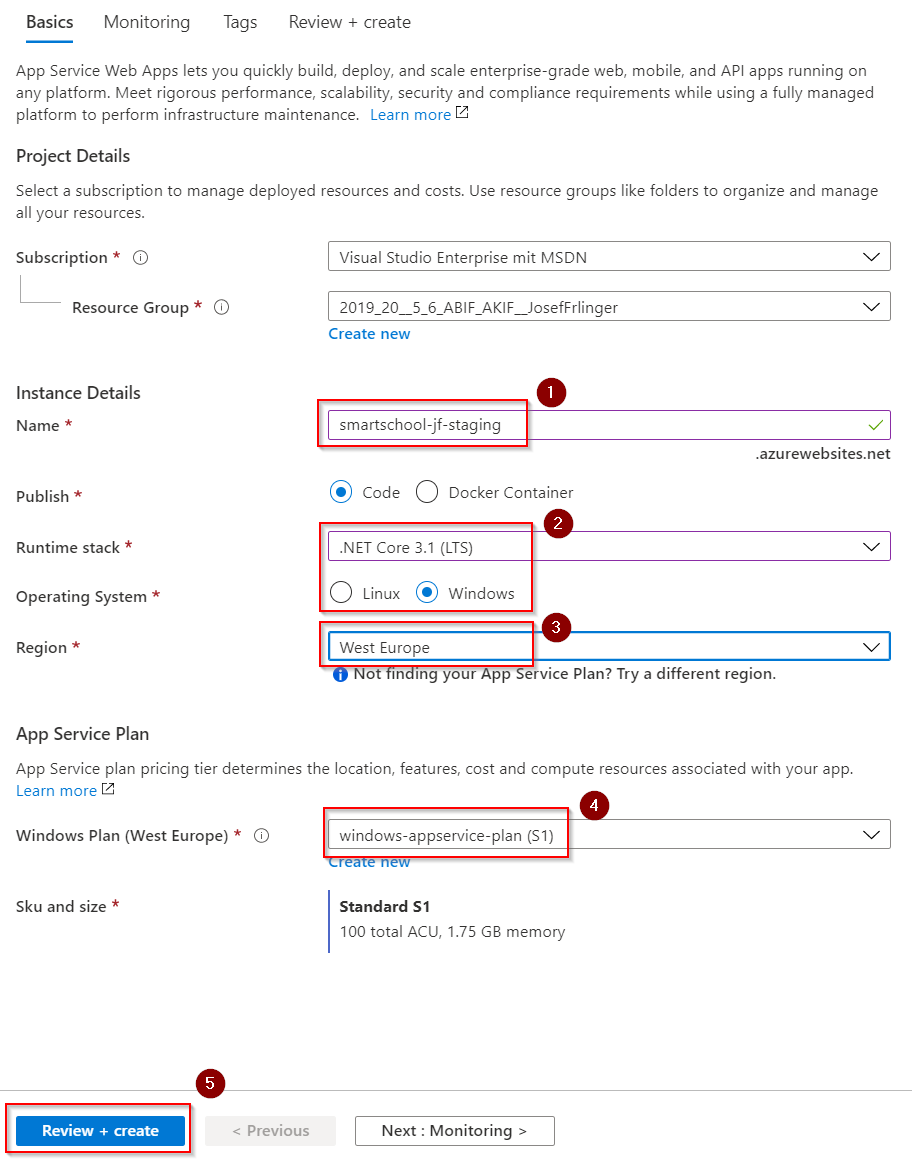 Basics Monitoring Tags Review + create
App Service Web Apps lets you quickly build, deploy, and scale enterprise-grade web, mobile, and API apps running on
any platform. Meet rigorous performance, scalability, security and compliance requirements while using a fully managed
platform to perform infrastructure maintenance. Learn more
Project Details
Select a subscription to manage deployed resources and costs. Use resource groups like folders to organize and manage
all your resources.
Subscription * Visual Studio Enterprise mit MSDN
Resource Group * 2019_20__5_6_ABIF_AKIF__JosefFrlinger
Create new
Instance Details
1
Name * smartschool-jf-staging
.azurewebsites.net
Publish * Code Docker Container
2
Runtime stack * .NET Core 3.1 (LTS)
Operating System * Linux Windows
3
Region * West Europe
Not finding your App Service Plan? Try a different region.
App Service Plan
App Service plan pricing tier determines the location, features, cost and compute resources associated with your app.
Learn more
4
Windows Plan (West Europe) * windows-appservice-plan (S1)
Create new
Sku and size * Standard S1
100 total ACU, 1.75 GB memory
5
Review + create < Previous Next : Monitoring >